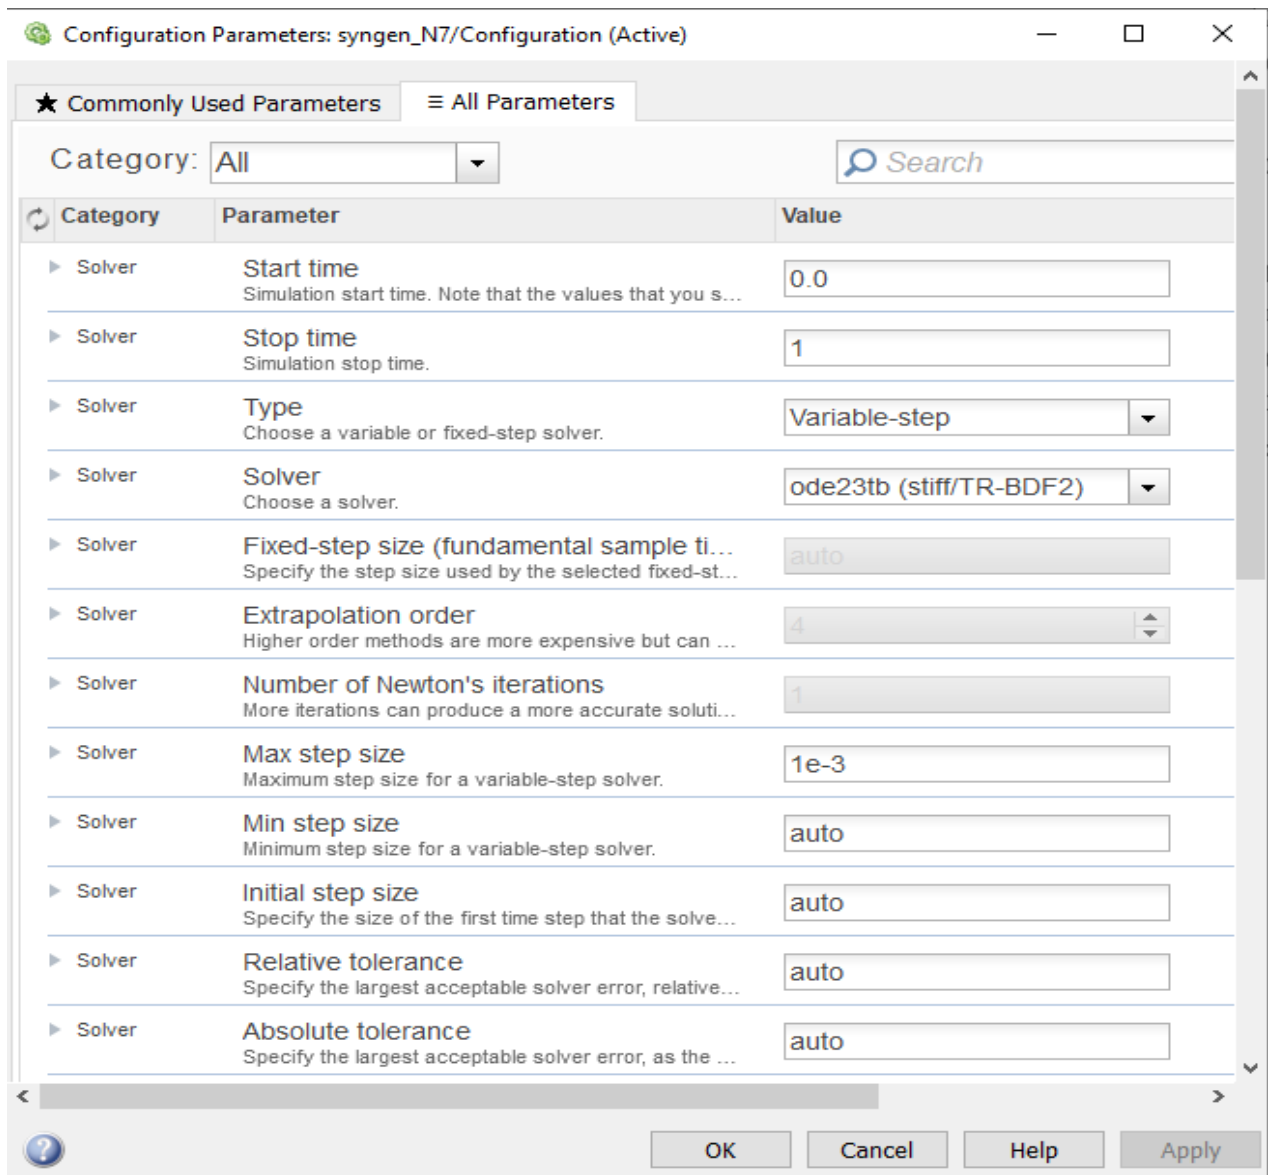 Configuration Parameters: syngen_N7/Configuration (Active)
★ Commonly Used Parameters ≡ All Parameters
Category: All Search
Category Parameter Value
Solver Start time 0.0
Simulation start time. Note that the values that you s...
Solver Stop time 1
Simulation stop time.
Solver Type Variable-step
Choose a variable or fixed-step solver.
Solver Solver ode23tb (stiff/TR-BDF2)
Choose a solver.
Solver Fixed-step size (fundamental sample ti... auto
Specify the step size used by the selected fixed-st...
Solver Extrapolation order 4
Higher order methods are more expensive but can ...
Solver Number of Newton's iterations 1
More iterations can produce a more accurate soluti...
Solver Max step size 1e-3
Maximum step size for a variable-step solver.
Solver Min step size auto
Minimum step size for a variable-step solver.
Solver Initial step size auto
Specify the size of the first time step that the solve...
Solver Relative tolerance auto
Specify the largest acceptable solver error, relative...
Solver Absolute tolerance auto
Specify the largest acceptable solver error, as the ...
OK Cancel Help Apply